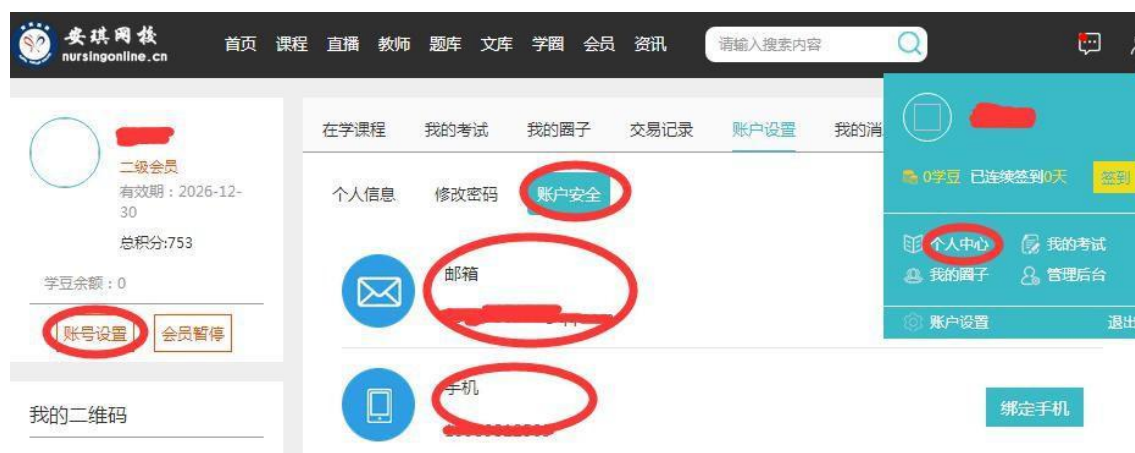 安琪网校
nursingonline.cn
首页 课程 直播 教师 题库 文库 学圈 会员 资讯
请输入搜索内容
二级会员
有效期：2026-12-
30
总积分:753
学豆余额：0
账号设置 会员暂停
我的二维码
在学课程 我的考试 我的圈子 交易记录 账户设置 我的消
个人信息 修改密码 账户安全
邮箱
手机
绑定手机
0学豆 已连续签到0天 签到
个人中心 我的考试
我的圈子 管理后台
账户设置 退出